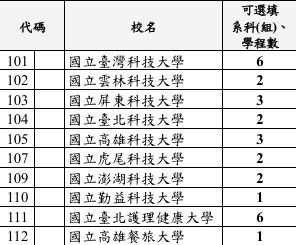 代碼 校名 可選填
系科(組)、
學程數
101 國立臺灣科技大學 6
102 國立雲林科技大學 2
103 國立屏東科技大學 3
104 國立臺北科技大學 2
105 國立高雄科技大學 3
107 國立虎尾科技大學 2
109 國立澎湖科技大學 2
110 國立勤益科技大學 1
111 國立臺北護理健康大學 6
112 國立高雄餐旅大學 1